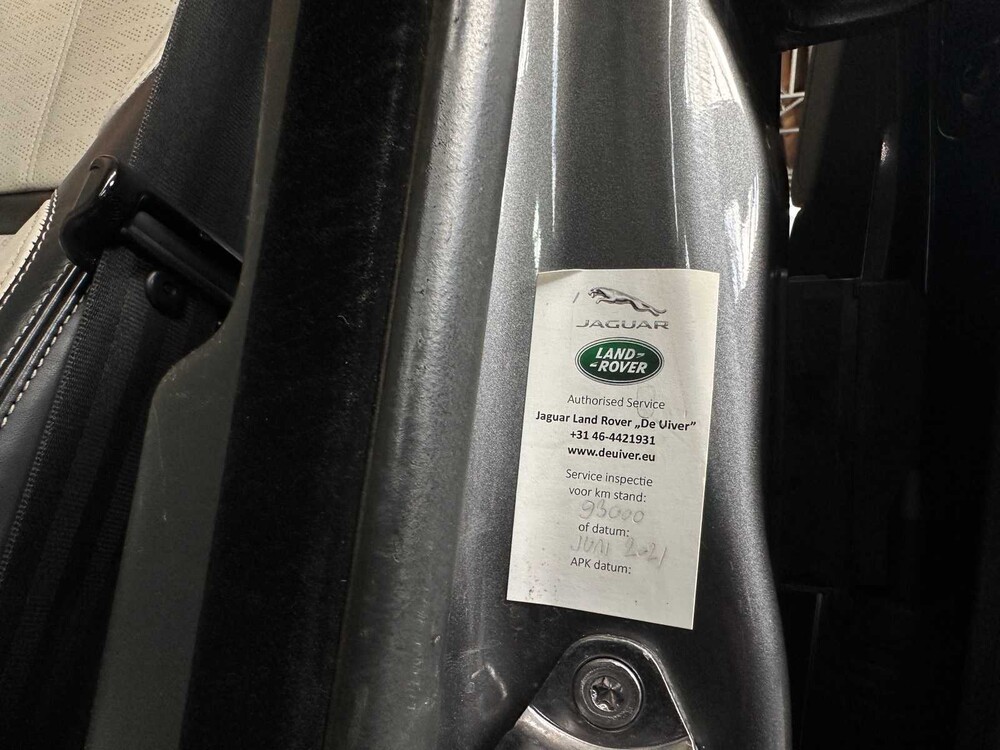 JAGUAR
LAND-
-ROVER
Authorised Service
Jaguar Land Rover „De Uiver”
+31 46-4421931
www.deuiver.eu
Service inspectie
voor km stand:
93000
of datum:
JUNI 2021
APK datum: